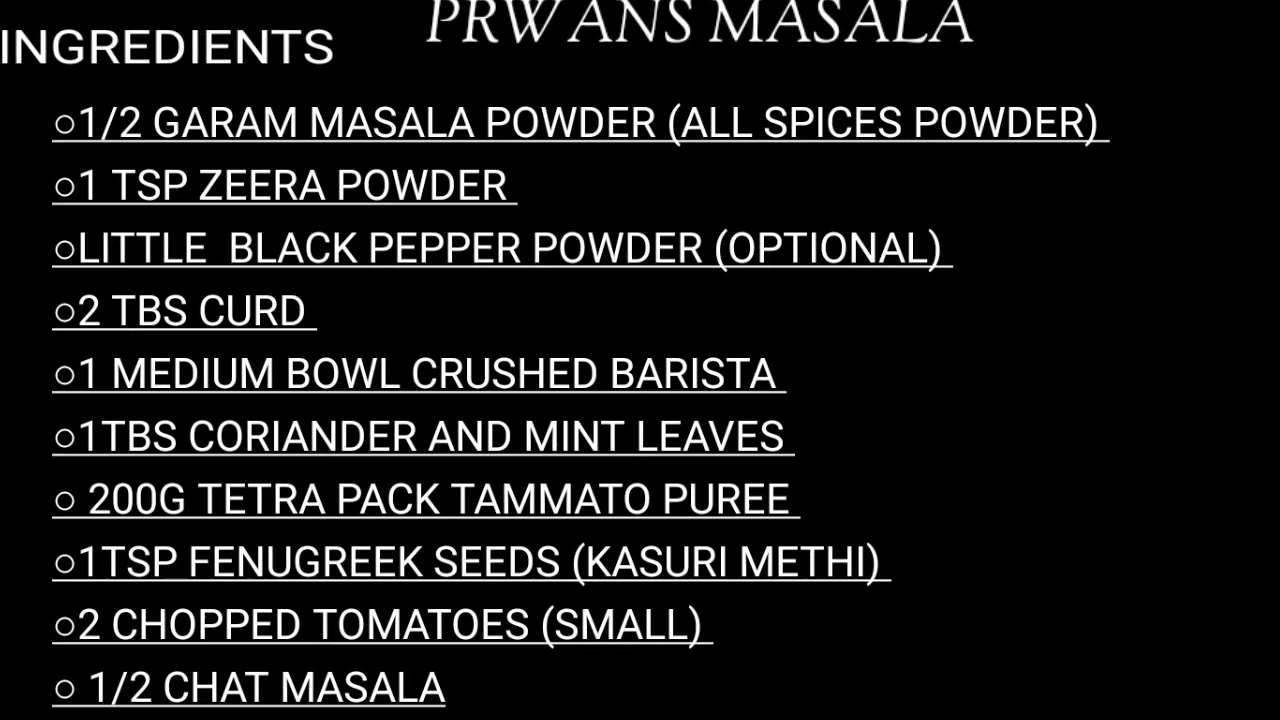 PRWANS MASALA
INGREDIENTS
○1/2 GARAM MASALA POWDER (ALL SPICES POWDER)
○1 TSP ZEERA POWDER
○LITTLE  BLACK PEPPER POWDER (OPTIONAL)
○2 TBS CURD
○1 MEDIUM BOWL CRUSHED BARISTA
○1TBS CORIANDER AND MINT LEAVES
○ 200G TETRA PACK TAMMATO PUREE
○1TSP FENUGREEK SEEDS (KASURI METHI)
○2 CHOPPED TOMATOES (SMALL)
○ 1/2 CHAT MASALA